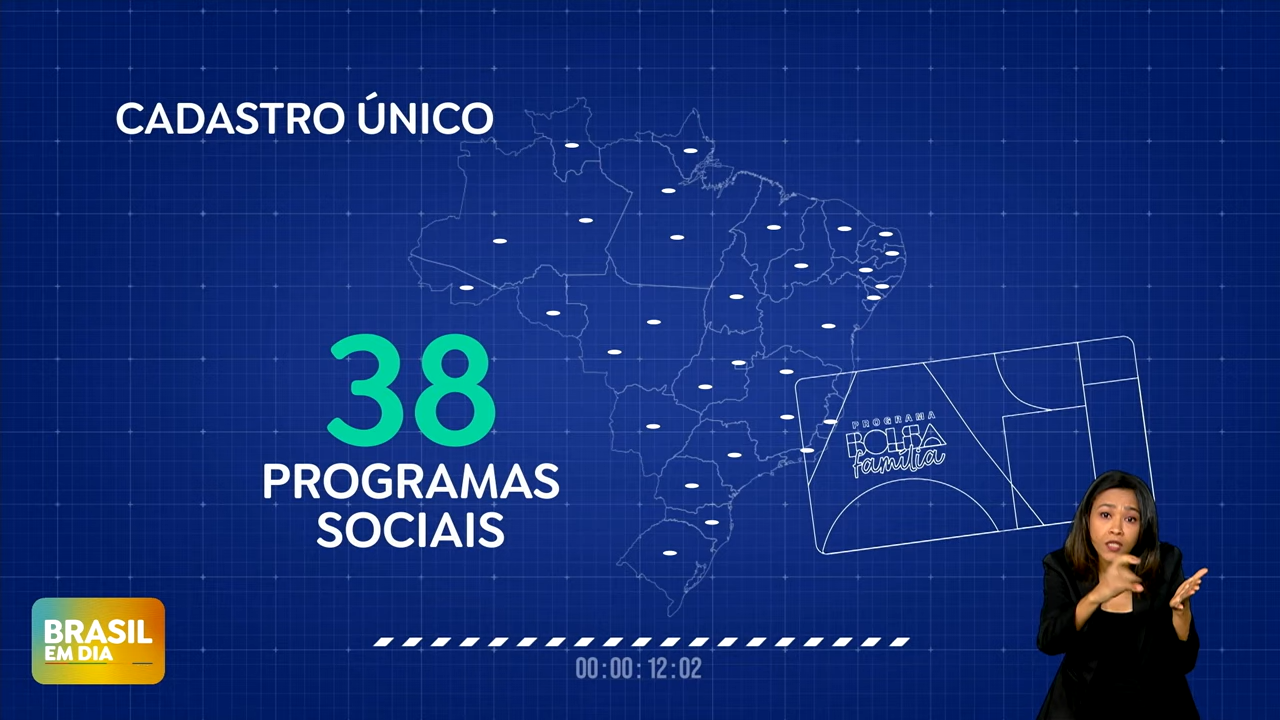 CADASTRO ÚNICO
38
PROGRAMAS
SOCIAIS
PROGRAMA
BOLSA
família
BRASIL
EM DIA
00:00:12:02